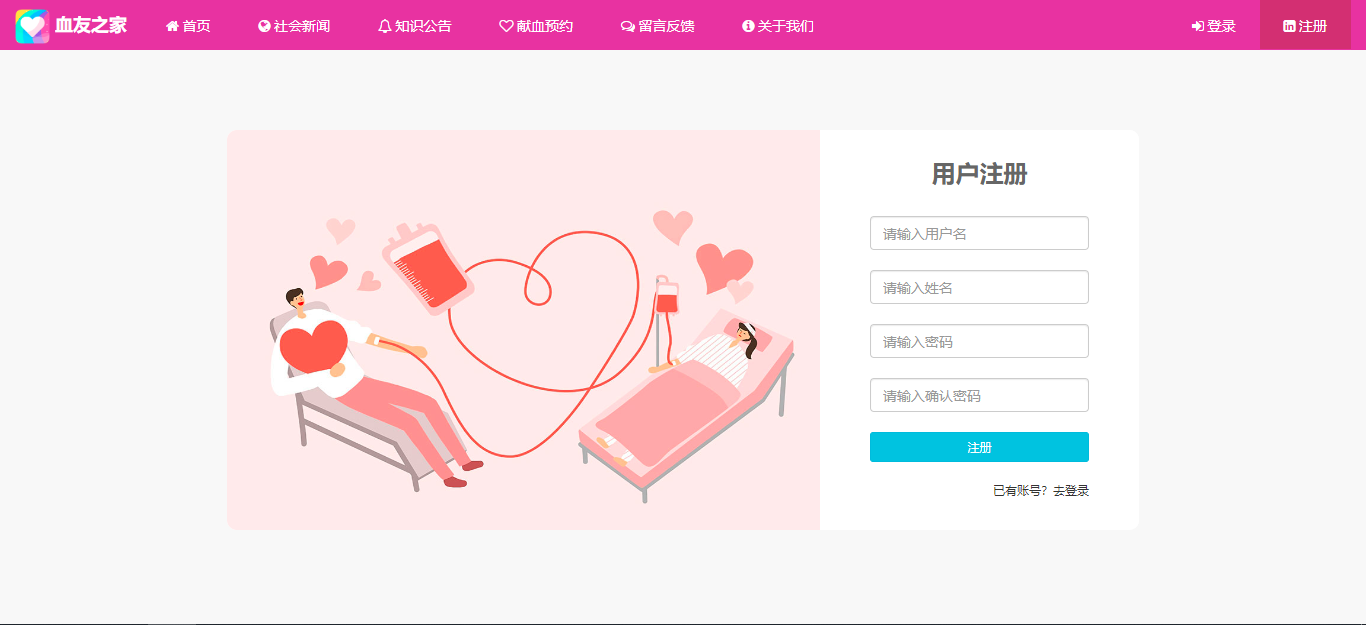 血友之家 首页 社会新闻 知识公告 献血预约 留言反馈 关于我们 登录 注册
用户注册
请输入用户名
请输入姓名
请输入密码
请输入确认密码
注册
已有账号？去登录